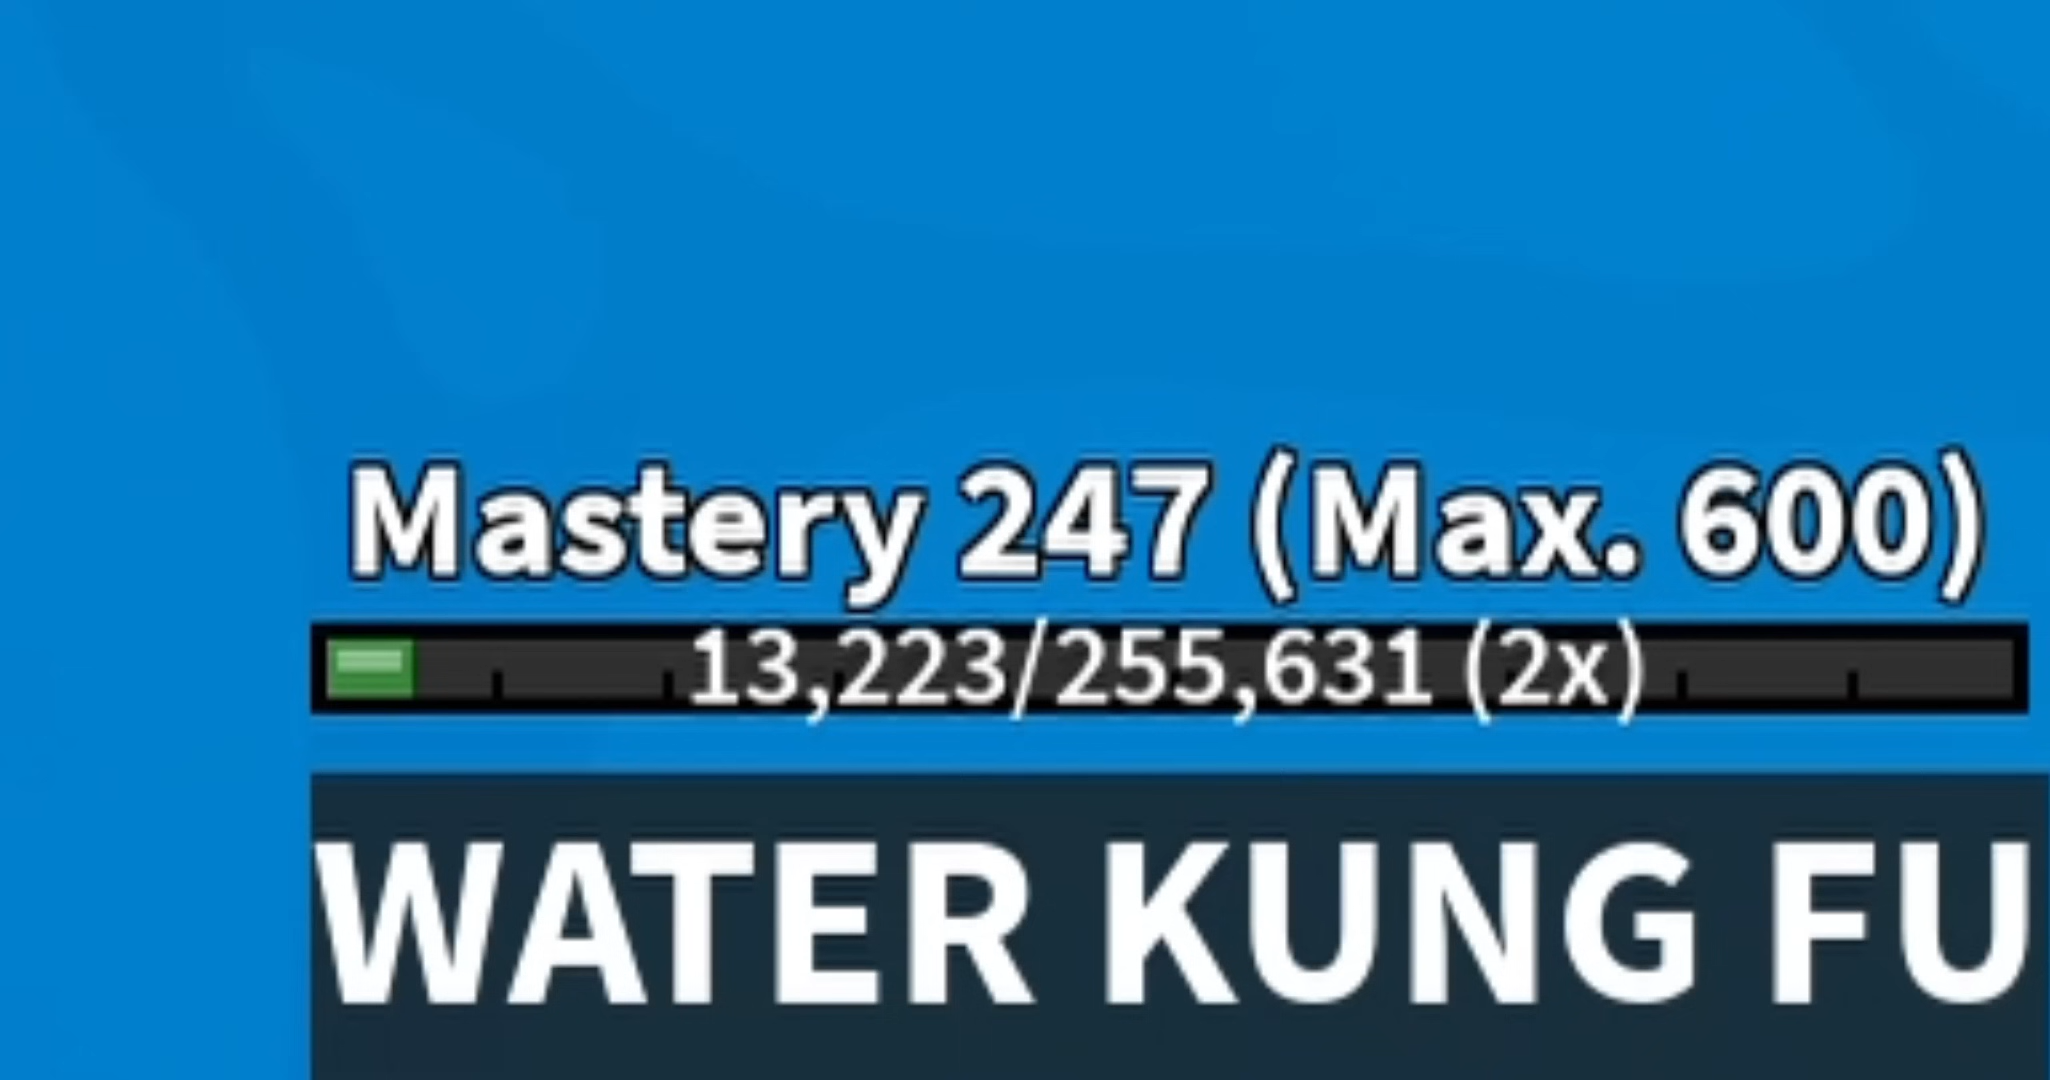 Mastery 247 (Max. 600)
13,223/255,631 (2x)
WATER KUNG FU